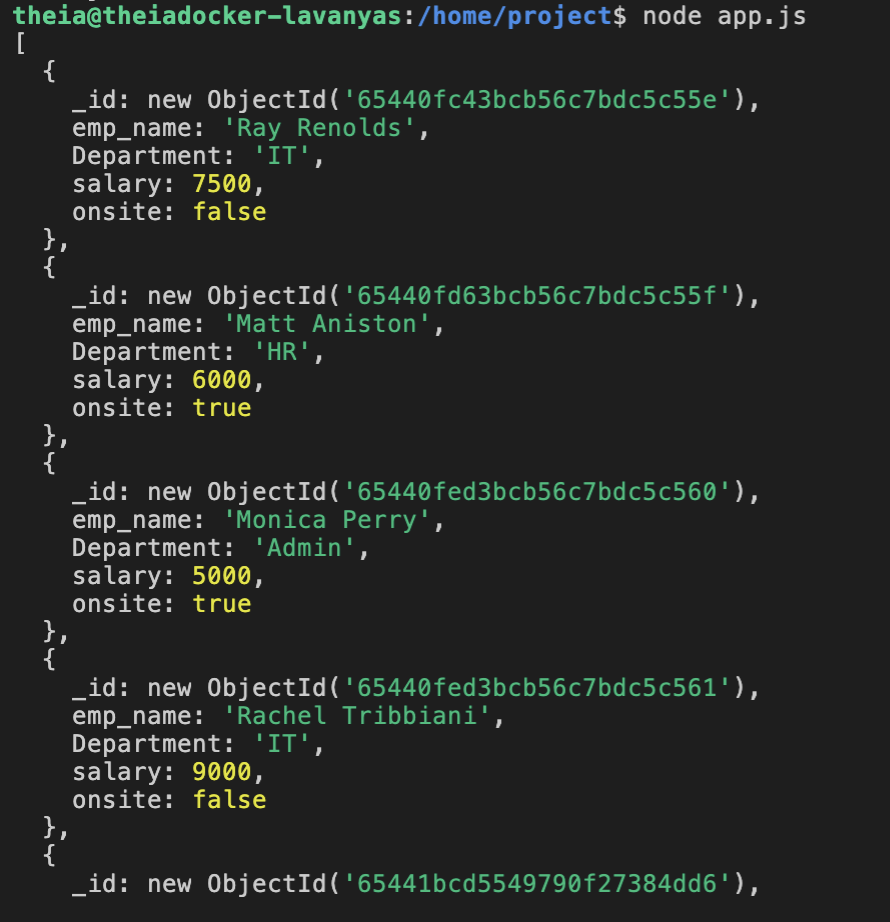 theia@theiadocker-lavanyas:/home/project$ node app.js
[
  {
    _id: new ObjectId('65440fc43bcb56c7bdc5c55e'),
    emp_name: 'Ray Renolds',
    Department: 'IT',
    salary: 7500,
    onsite: false
  },
  {
    _id: new ObjectId('65440fd63bcb56c7bdc5c55f'),
    emp_name: 'Matt Aniston',
    Department: 'HR',
    salary: 6000,
    onsite: true
  },
  {
    _id: new ObjectId('65440fed3bcb56c7bdc5c560'),
    emp_name: 'Monica Perry',
    Department: 'Admin',
    salary: 5000,
    onsite: true
  },
  {
    _id: new ObjectId('65440fed3bcb56c7bdc5c561'),
    emp_name: 'Rachel Tribbiani',
    Department: 'IT',
    salary: 9000,
    onsite: false
  },
  {
    _id: new ObjectId('65441bcd5549790f27384dd6'),